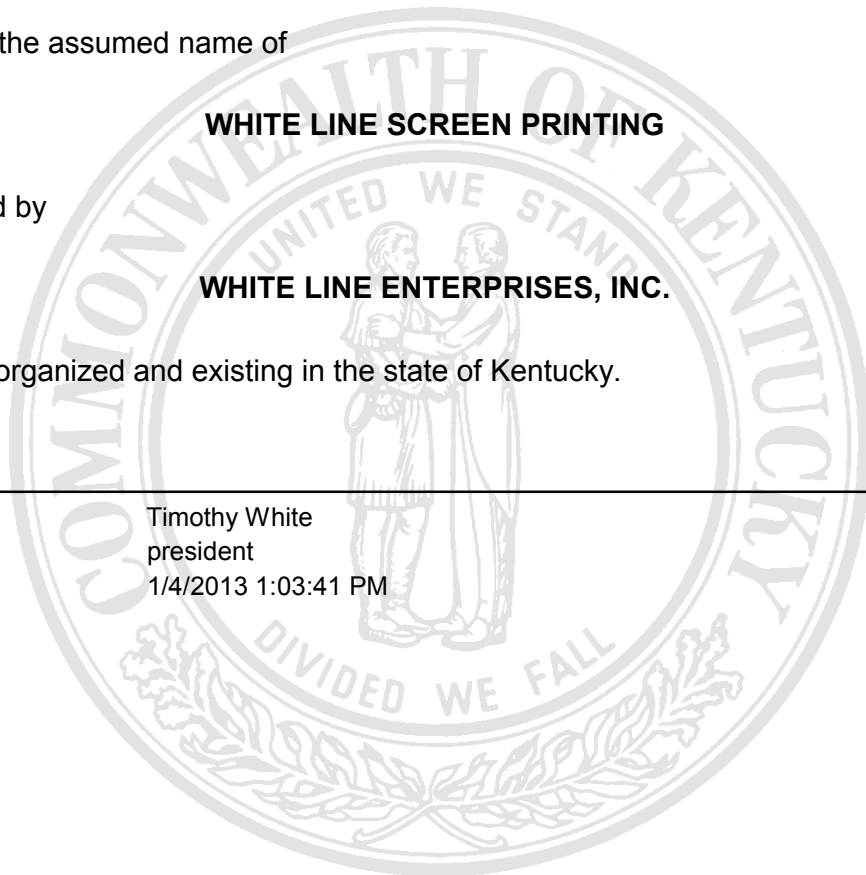 the assumed name of
WHITE LINE SCREEN PRINTING
d by
WHITE LINE ENTERPRISES, INC.
organized and existing in the state of Kentucky.
Timothy White
president
1/4/2013 1:03:41 PM
COMMONWEALTH OF KENTUCKY
UNITED WE STAND
DIVIDED WE FALL